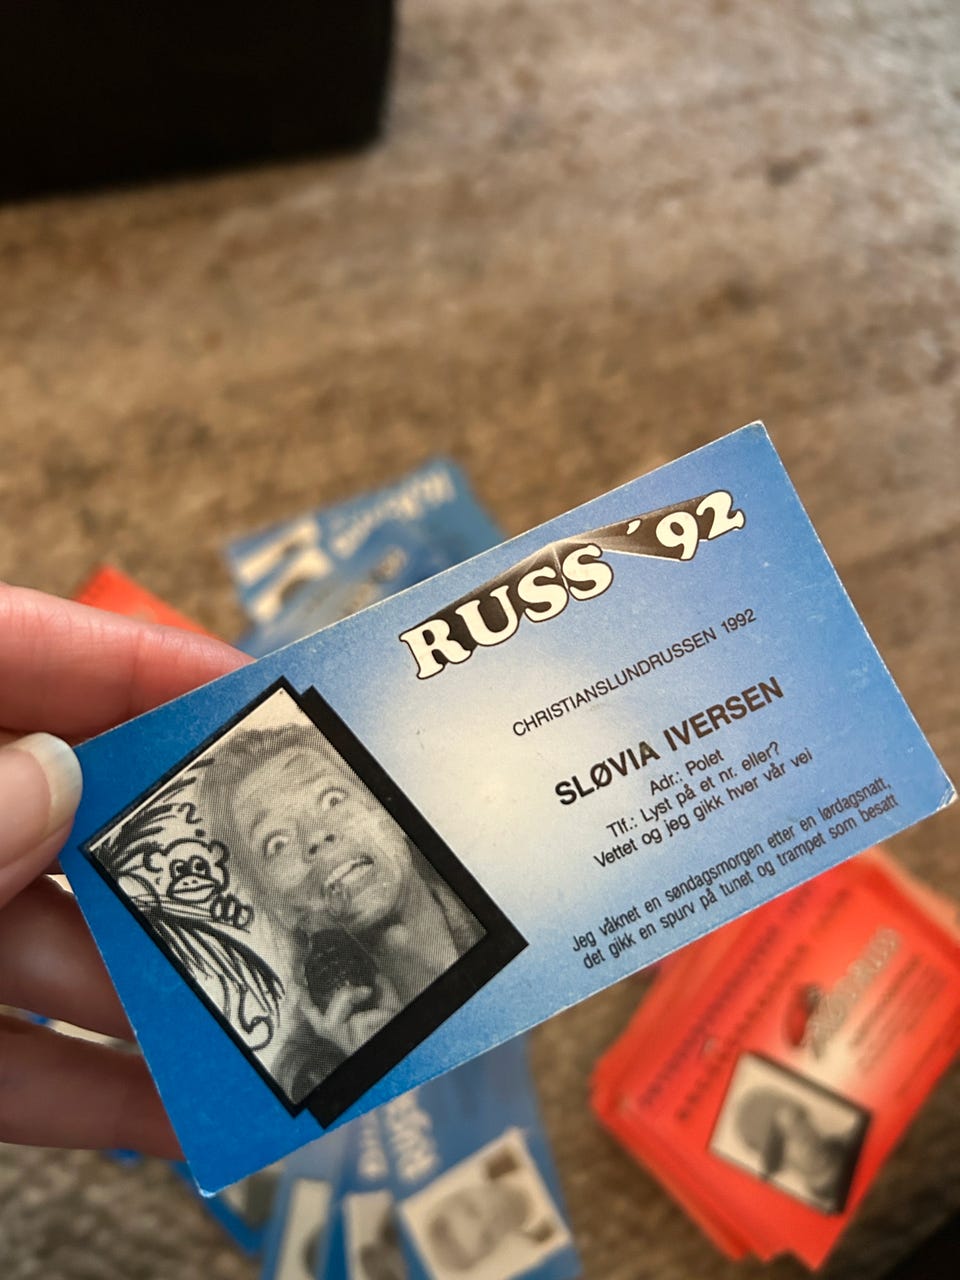 RUSS ´92
CHRISTIANSLUNDRUSSEN 1992
SLØVIA IVERSEN
Adr.: Polet
Tlf.: Lyst på et nr. eller?
Vettet og jeg gikk hver vår vei
Jeg våknet en søndagsmorgen etter en lørdagsnatt,
det gikk en spurv på tunet og trampet som besatt